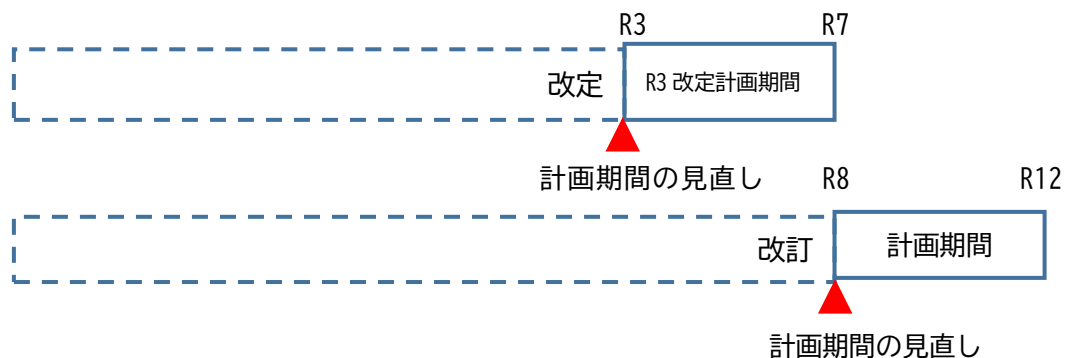 R3 R7
改定 R3 改定計画期間
計画期間の見直し R8 R12
改訂 計画期間
計画期間の見直し